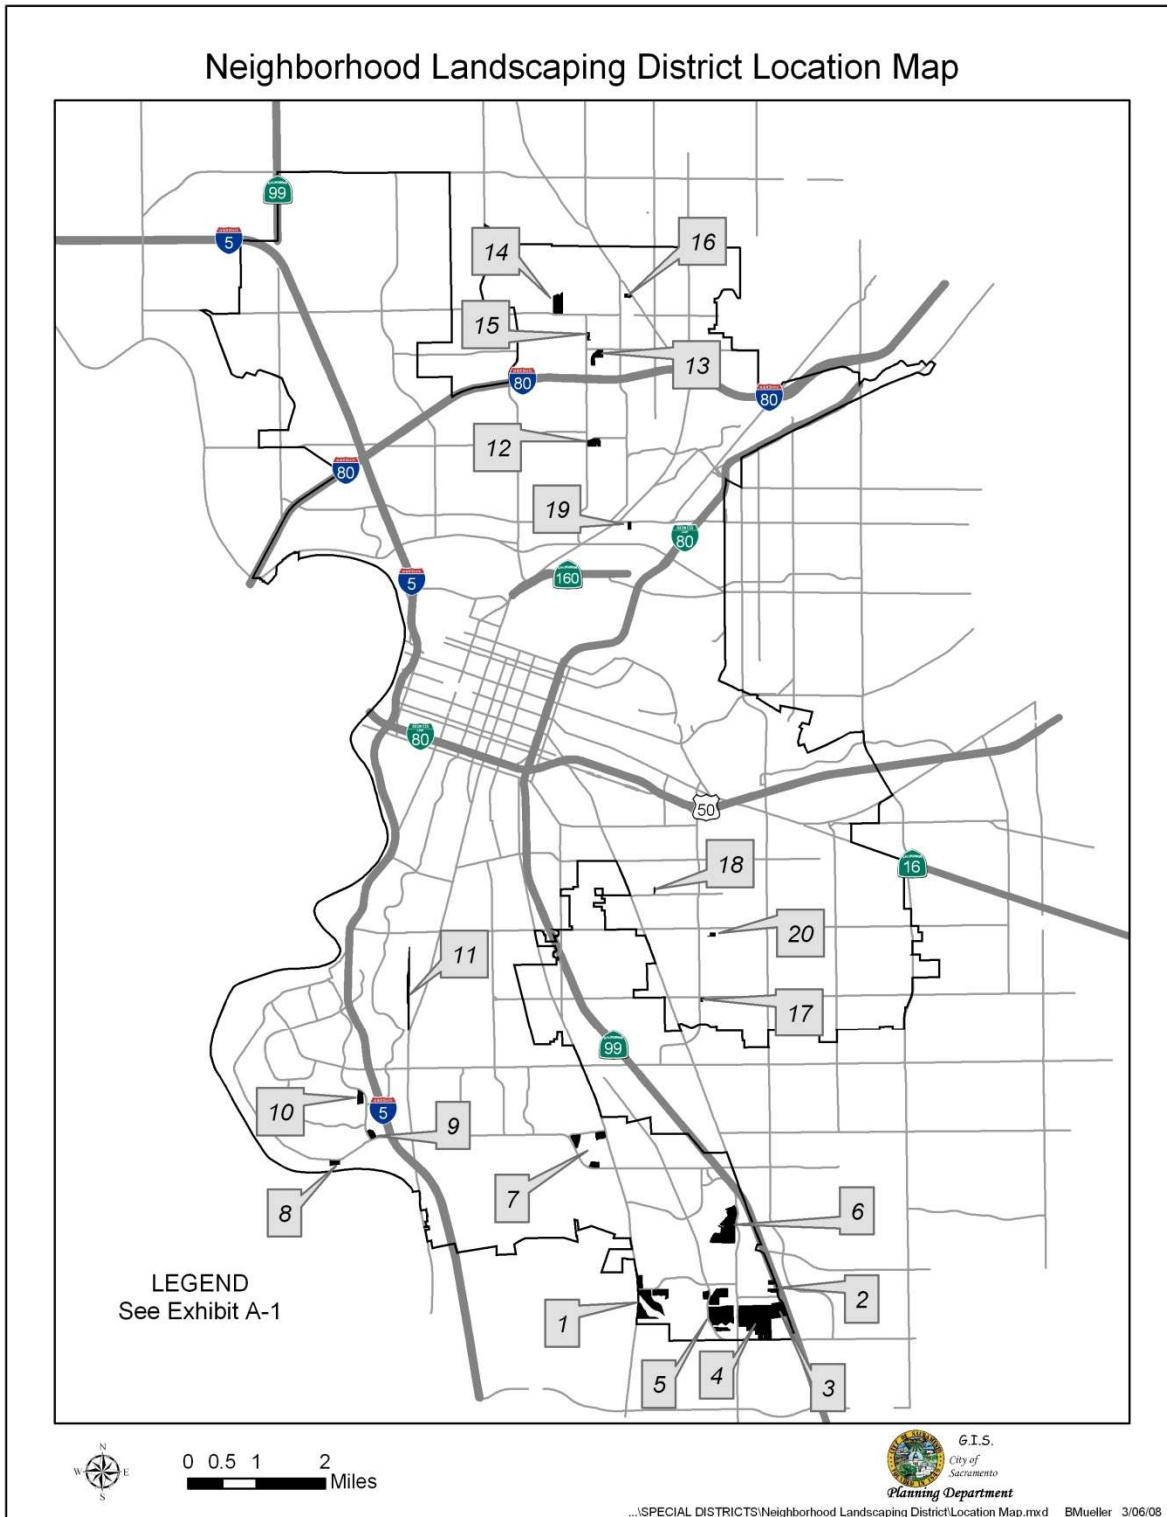 Neighborhood Landscaping District Location Map
99
5
14
16
15
13
80
80
12
80
19
80
5
160
80
50
18
16
20
11
17
99
10
5
9
7
8
6
2
1
5
4
3
LEGEND
See Exhibit A-1
N
W E
S
0 0.5 1 2
Miles
G.I.S.
City of
Sacramento
Planning Department
...\SPECIAL DISTRICTS\Neighborhood Landscaping District\Location Map.mxd BMueller 3/06/08